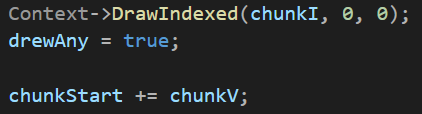 Context->DrawIndexed(chunkI, 0, 0);
drewAny = true;
chunkStart += chunkV;